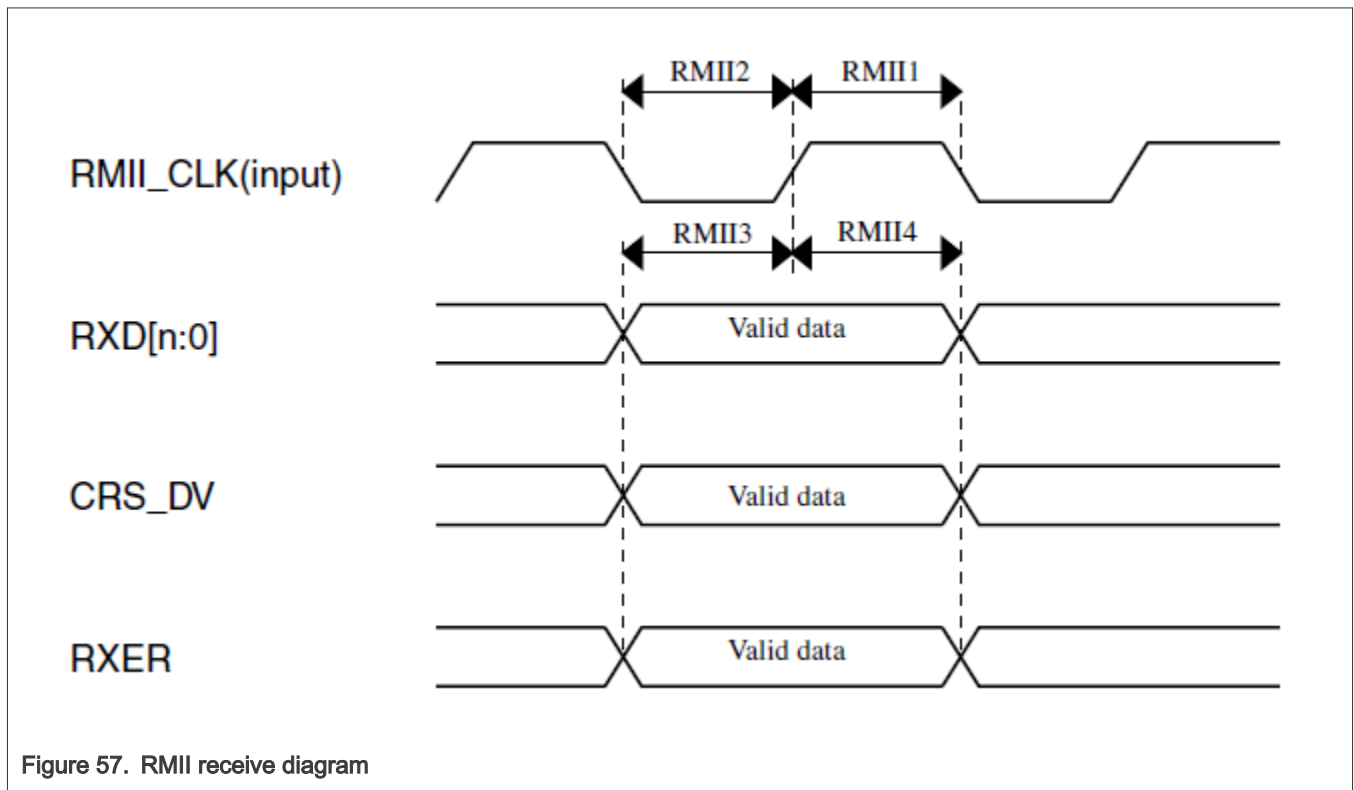 RMII2 RMII1
RMII_CLK(input)
RMII3 RMII4
RXD[n:0] Valid data
CRS_DV Valid data
RXER Valid data
Figure 57. RMII receive diagram